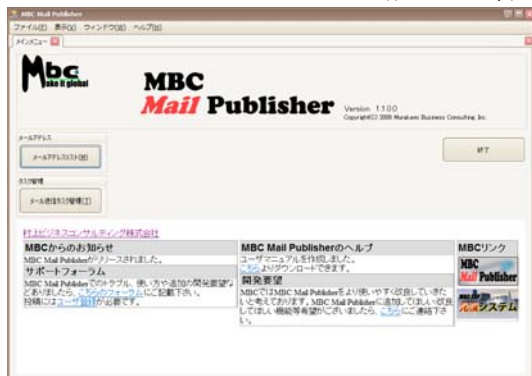 MBC Mail Publisher
ファイル(F) 表示(V) ウィンドウ(W) ヘルプ(H)
メインメニュー
Mbc
Make it global
MBC
Mail Publisher
Version 1.1.0.0
Copyright(C) 2008 Murakami Business Consulting, Inc.
メールアドレス
メールアドレスリスト(M)
終了
タスク管理
メール送信タスク管理(T)
村上ビジネスコンサルティング株式会社
MBCからのお知らせ
MBC Mail Publisherがリリースされました。
サポートフォーラム
MBC Mail Publisherでのトラブル、使い方や追加の開発要望な
どありましたら、こちらのフォーラムにご記載下さい。
投稿にはユーザ登録が必要です。
MBC Mail Publisherのヘルプ
ユーザマニュアルを作成しました。
こちらよりダウンロードできます。
開発要望
MBCではMBC Mail Publisherをより使いやすく改良していきた
いと考えております。MBC Mail Publisherに追加してほしい/改良
してほしい機能等希望がございましたら、こちらにご連絡下さ
い。
MBCリンク
MBC
Mail Publisher
システム